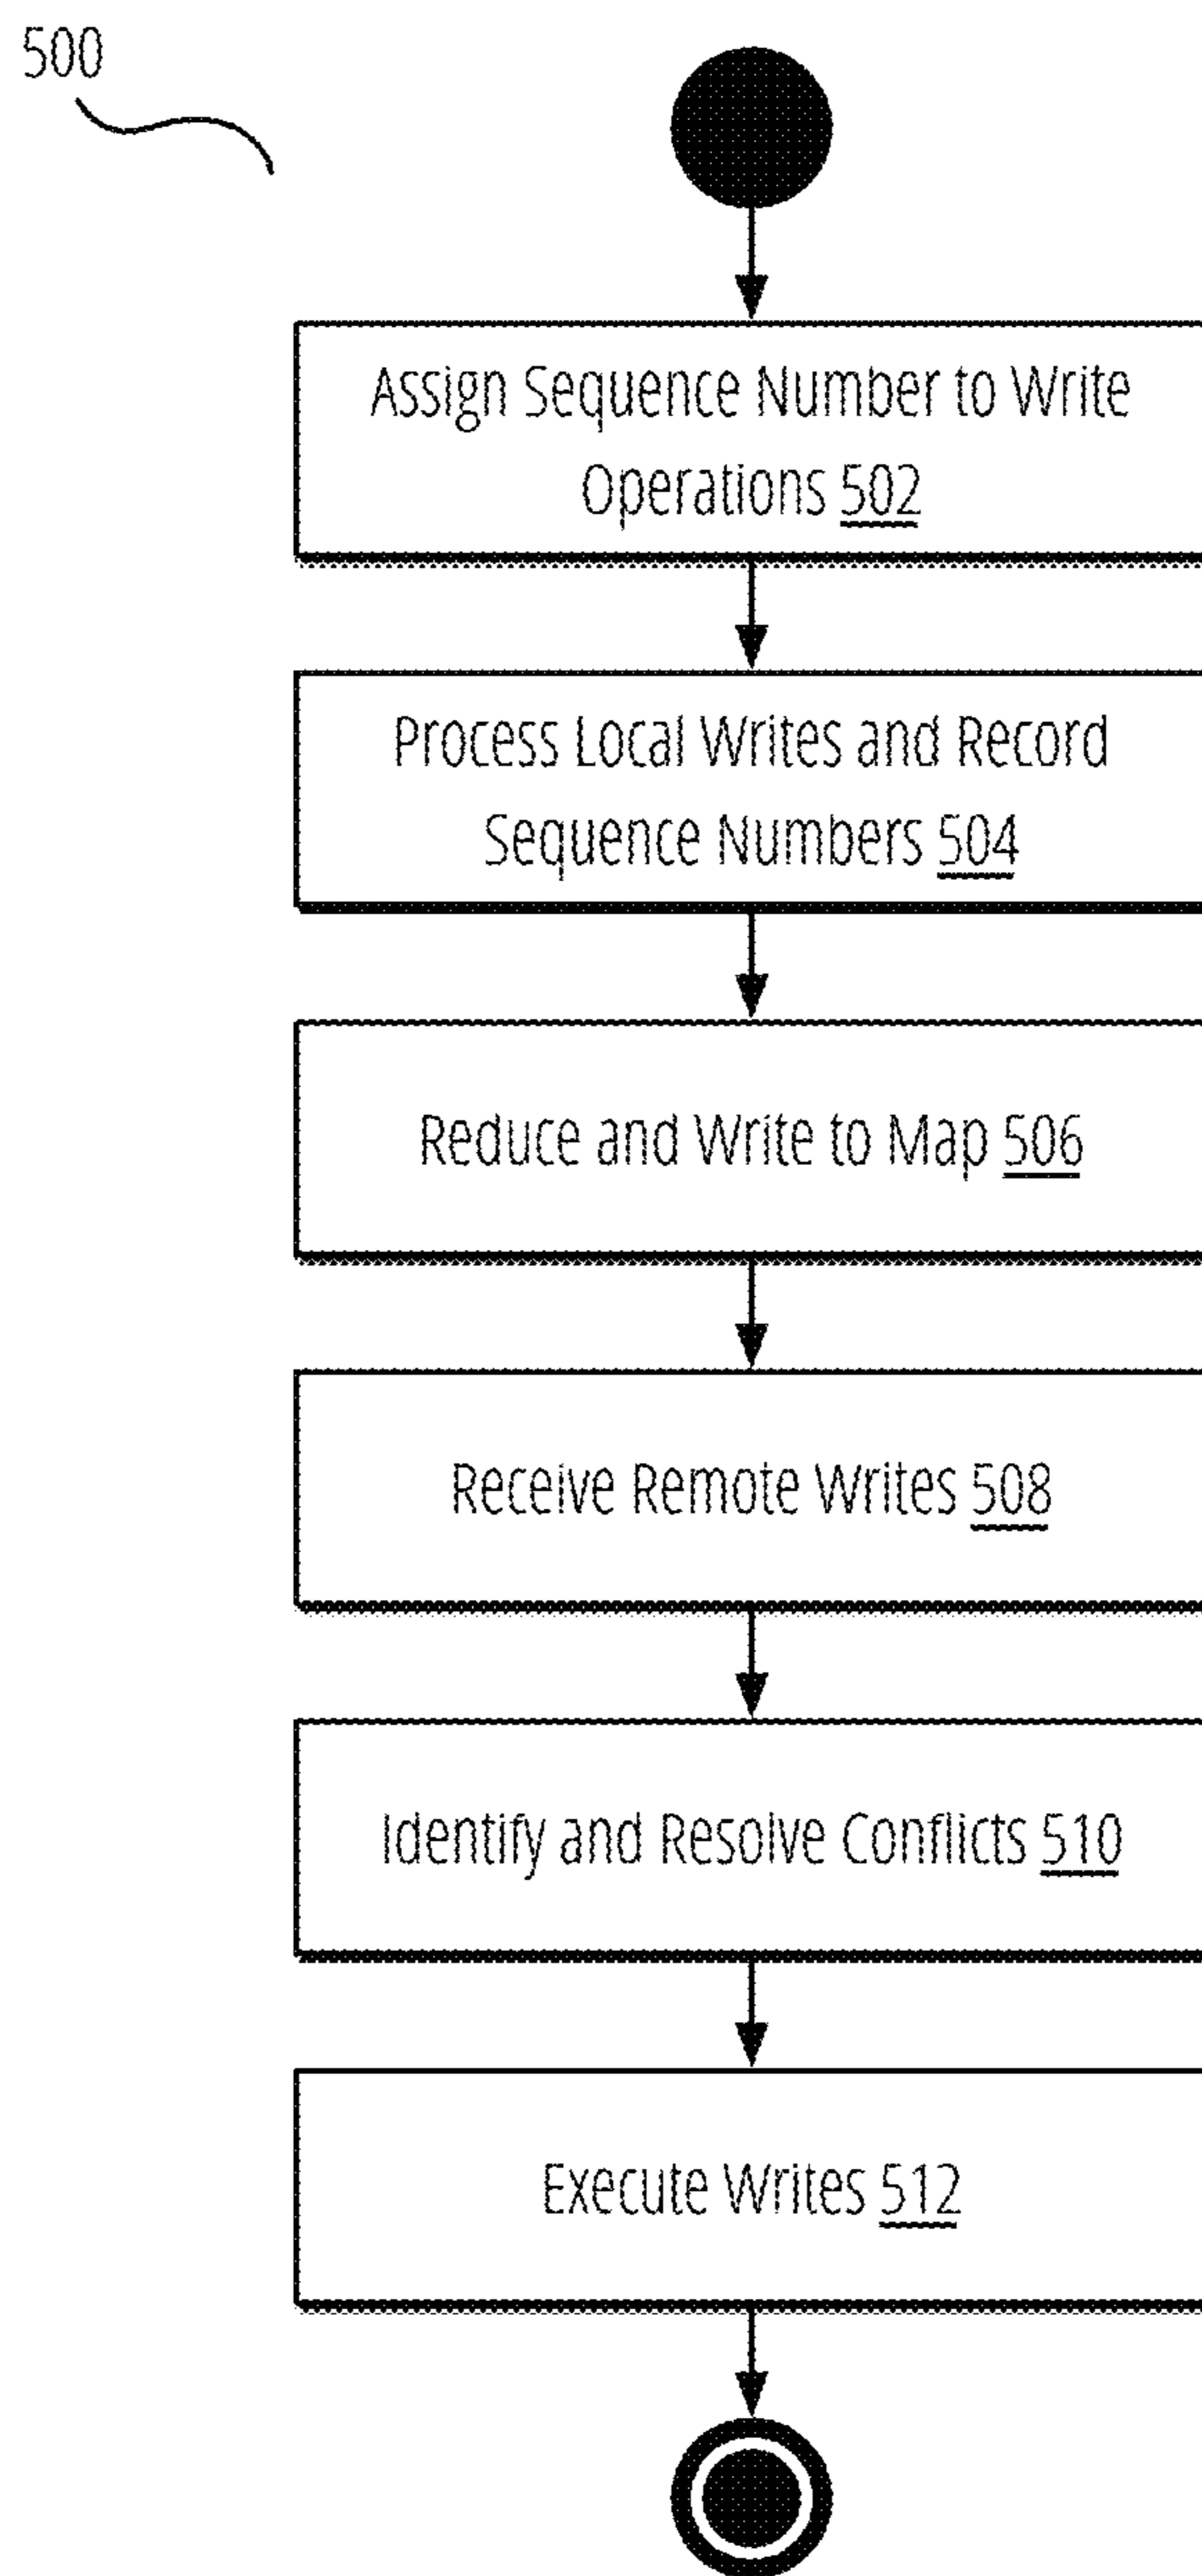 500
Assign Sequence Number to Write
Operations 502
Process Local Writes and Record
Sequence Numbers 504
Reduce and Write to Map 506
Receive Remote Writes 508
Identify and Resolve Conflicts 510
Execute Writes 512